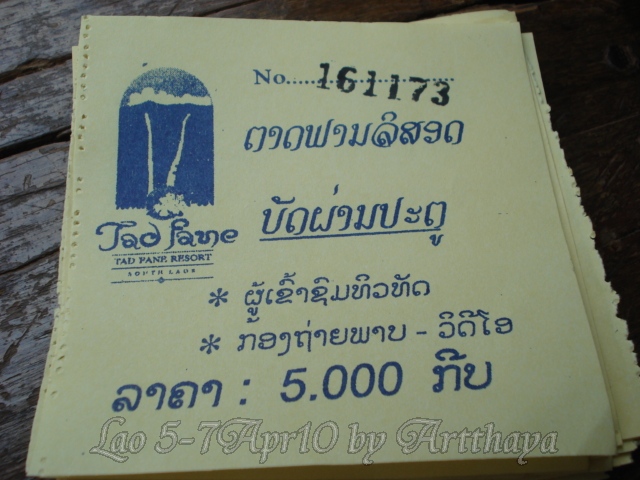 No....161173
ຕາດຟານລີສອດ
Tad Fane
TAD FANE RESORT
SOUTH LAOS
ບັດຜ່ານປະຕູ
* ຜູ້ເຂົ້າຊົມທິວທັດ
* ກ້ອງຖ່າຍພາບ - ວີດີໂອ
ລາຄາ : 5.000 ກີບ
Lao 5-7Apr10 by Artthaya